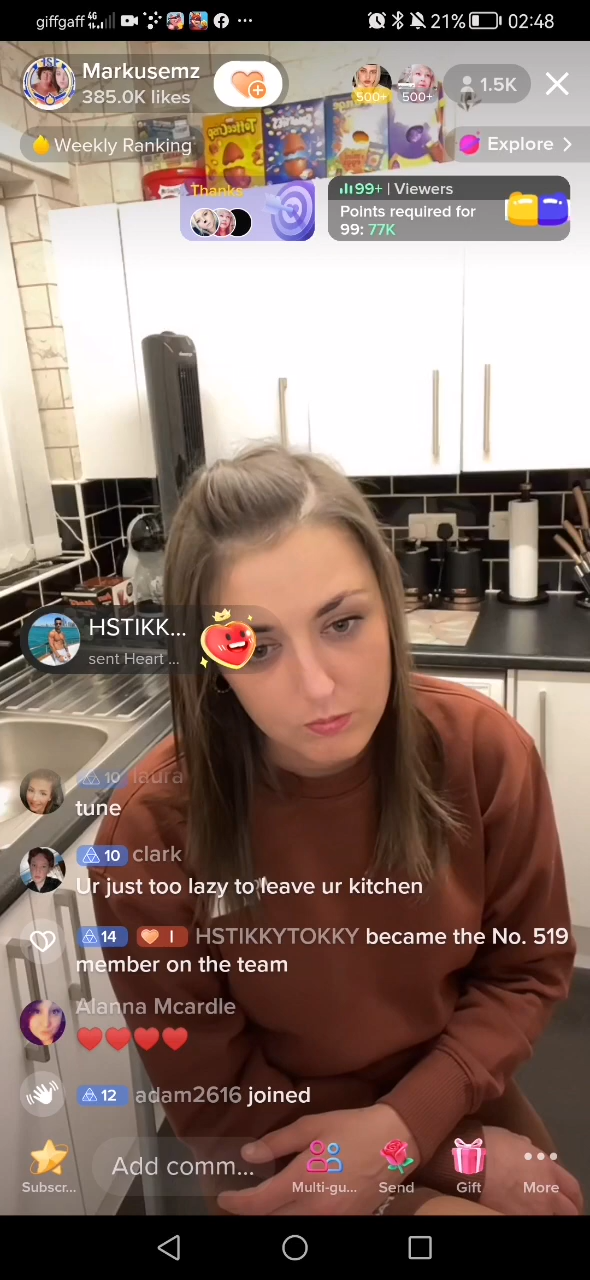 giffgaff 4G 21% 02:48
Markusemz
385.0K likes
500+ 500+ 1.5K
Weekly Ranking
Explore
Thanks
99+ | Viewers
Points required for
99: 77K
HSTIKK...
sent Heart ...
10 laura
tune
10 clark
Ur just too lazy to leave ur kitchen
14 I HSTIKKYTOKKY became the No. 519
member on the team
Alanna Mcardle
12 adam2616 joined
Add comm...
Subscr... Multi-gu... Send Gift More